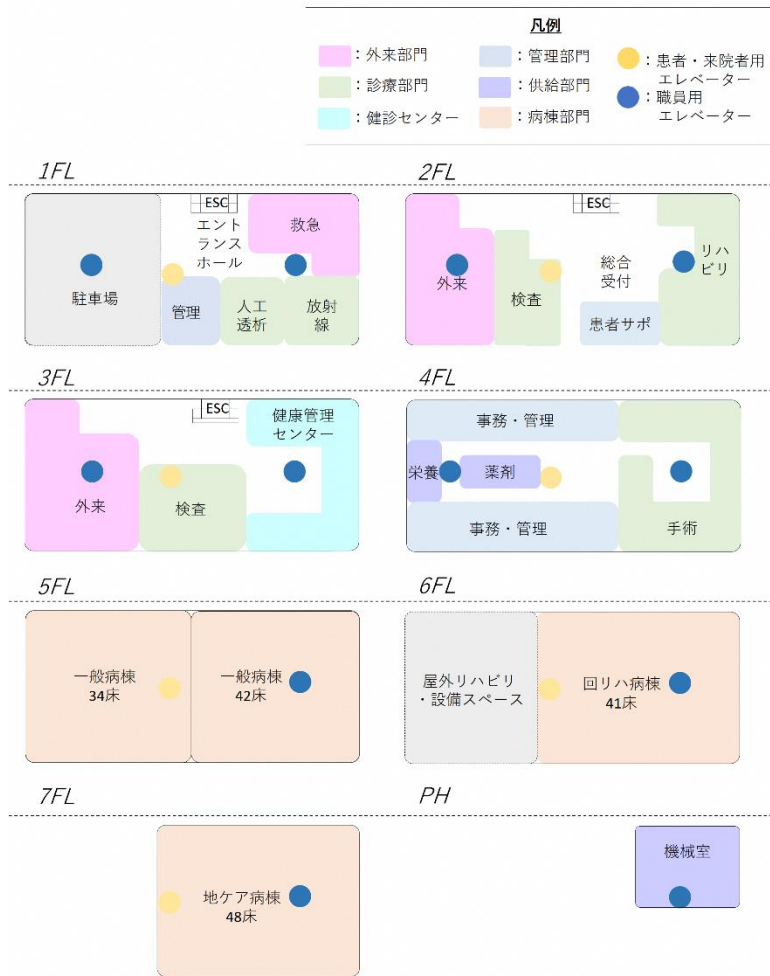 凡例
：外来部門
：管理部門
：患者・来院者用
エレベーター
：診療部門
：供給部門
：職員用
エレベーター
：健診センター
：病棟部門
1FL
ESC
エント
ランス
ホール
救急
駐車場
管理
人工
透析
放射
線
2FL
ESC
外来
検査
総合
受付
リハ
ビリ
患者サポ
3FL
ESC
健康管理
センター
外来
検査
4FL
事務・管理
栄養
薬剤
事務・管理
手術
5FL
一般病棟
34床
一般病棟
42床
6FL
屋外リハビリ
・設備スペース
回リハ病棟
41床
7FL
地ケア病棟
48床
PH
機械室